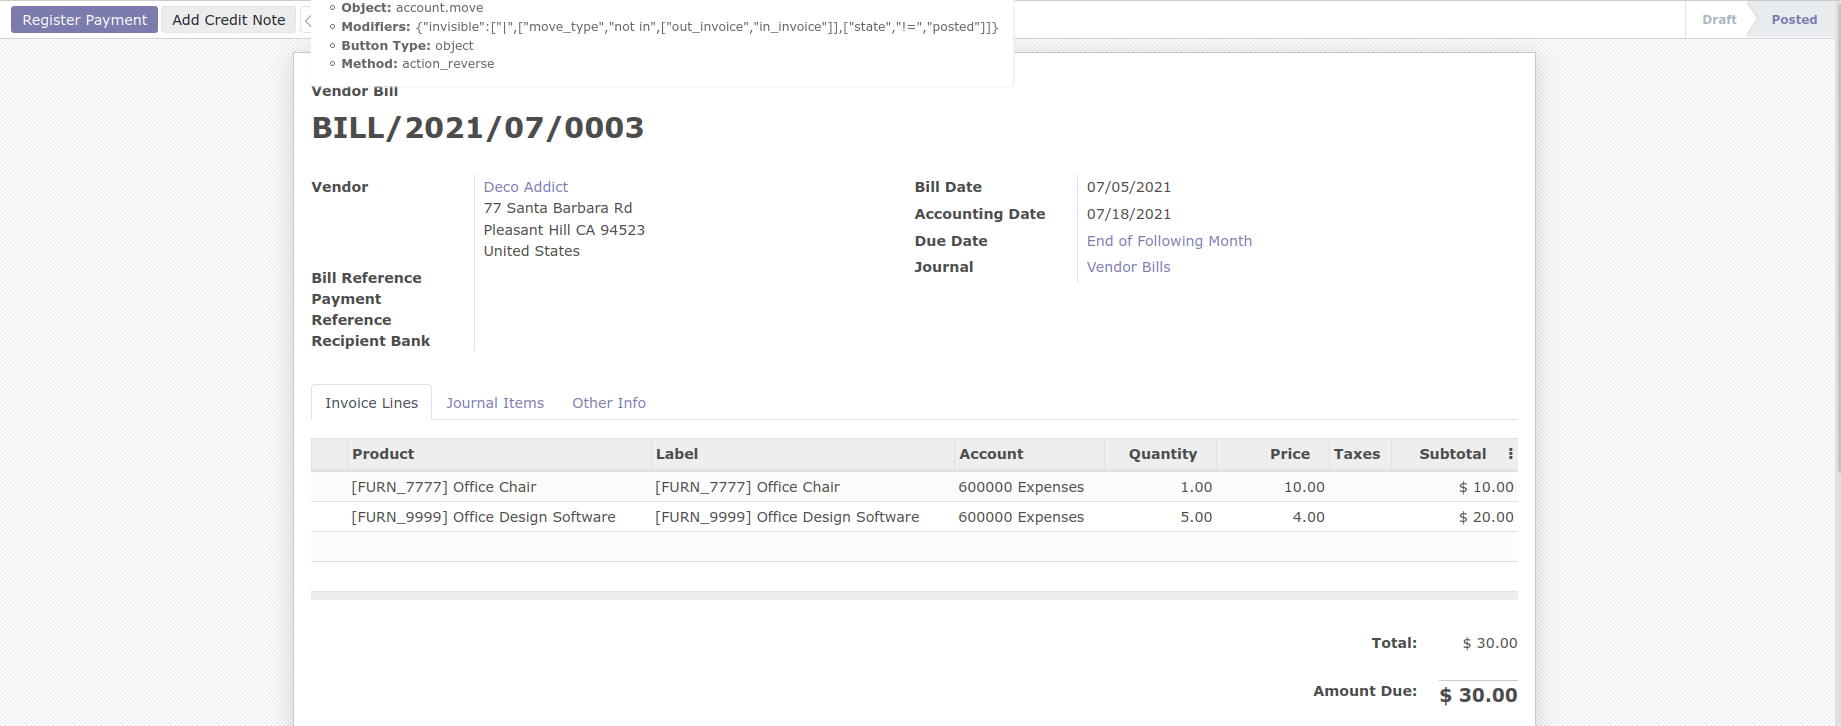 Register Payment Add Credit Note Draft Posted
Object: account.move
Modifiers: {"invisible":["|",["move_type","not in",["out_invoice","in_invoice"]],["state","!=","posted"]]}
Button Type: object
Method: action_reverse
Vendor Bill
BILL/2021/07/0003
Vendor Deco Addict
77 Santa Barbara Rd
Pleasant Hill CA 94523
United States
Bill Reference
Payment
Reference
Recipient Bank
Bill Date 07/05/2021
Accounting Date 07/18/2021
Due Date End of Following Month
Journal Vendor Bills
Invoice Lines Journal Items Other Info
Product Label Account Quantity Price Taxes Subtotal
[FURN_7777] Office Chair [FURN_7777] Office Chair 600000 Expenses 1.00 10.00 $ 10.00
[FURN_9999] Office Design Software [FURN_9999] Office Design Software 600000 Expenses 5.00 4.00 $ 20.00
Total: $ 30.00
Amount Due: $ 30.00